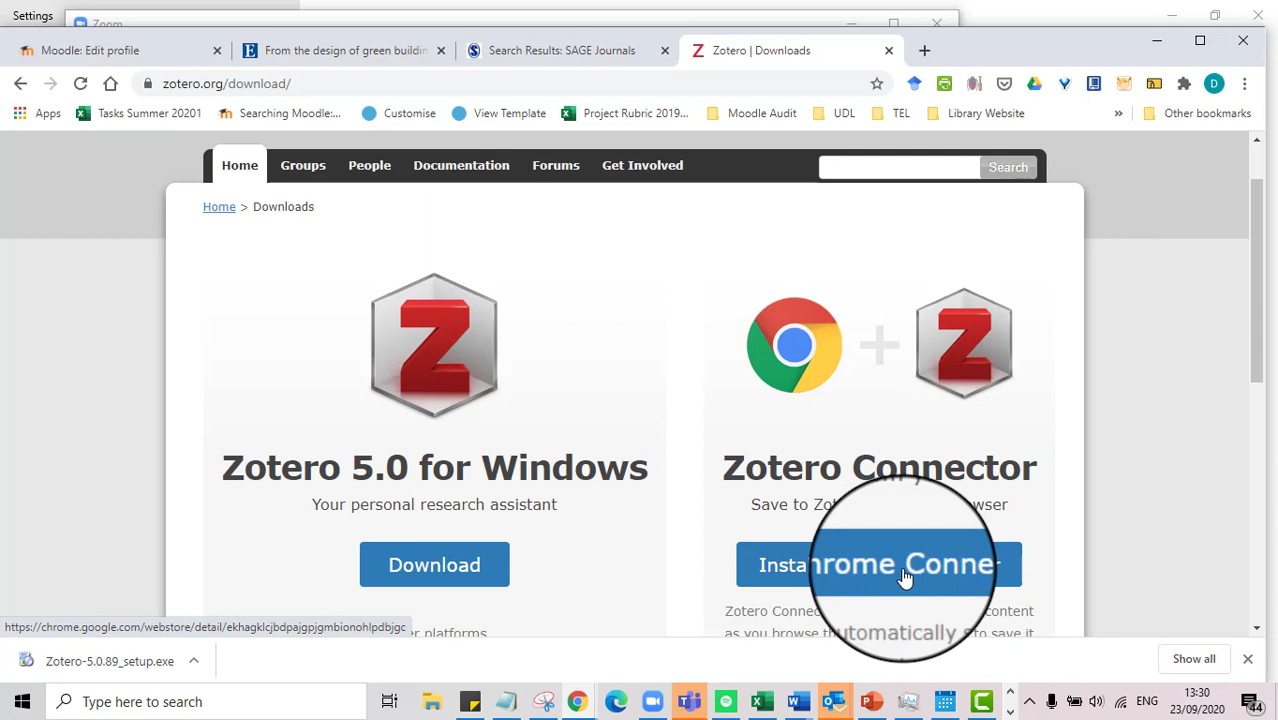 Settings
Zoom
Moodle: Edit profile
From the design of green buildin
Search Results: SAGE Journals
Zotero | Downloads
zotero.org/download/
Apps
Tasks Summer 20201
Searching Moodle:...
Customise
View Template
Project Rubric 2019...
Moodle Audit
UDL
TEL
Library Website
»
Other bookmarks
Home
Groups
People
Documentation
Forums
Get Involved
Search
Home > Downloads
Zotero 5.0 for Windows
Your personal research assistant
Download
Zotero Connector
Save to Zot
wser
Insta
hrome Conne
Zotero Connec
content
as you browse
utomatically s
to save it
er platforms
https://chrome.google.com/webstore/detail/ekhagklcjbdpajgpjgmbionohlpdbjgc
Zotero-5.0.89_setup.exe
Show all
Type here to search
ENG
13:30
23/09/2020
44